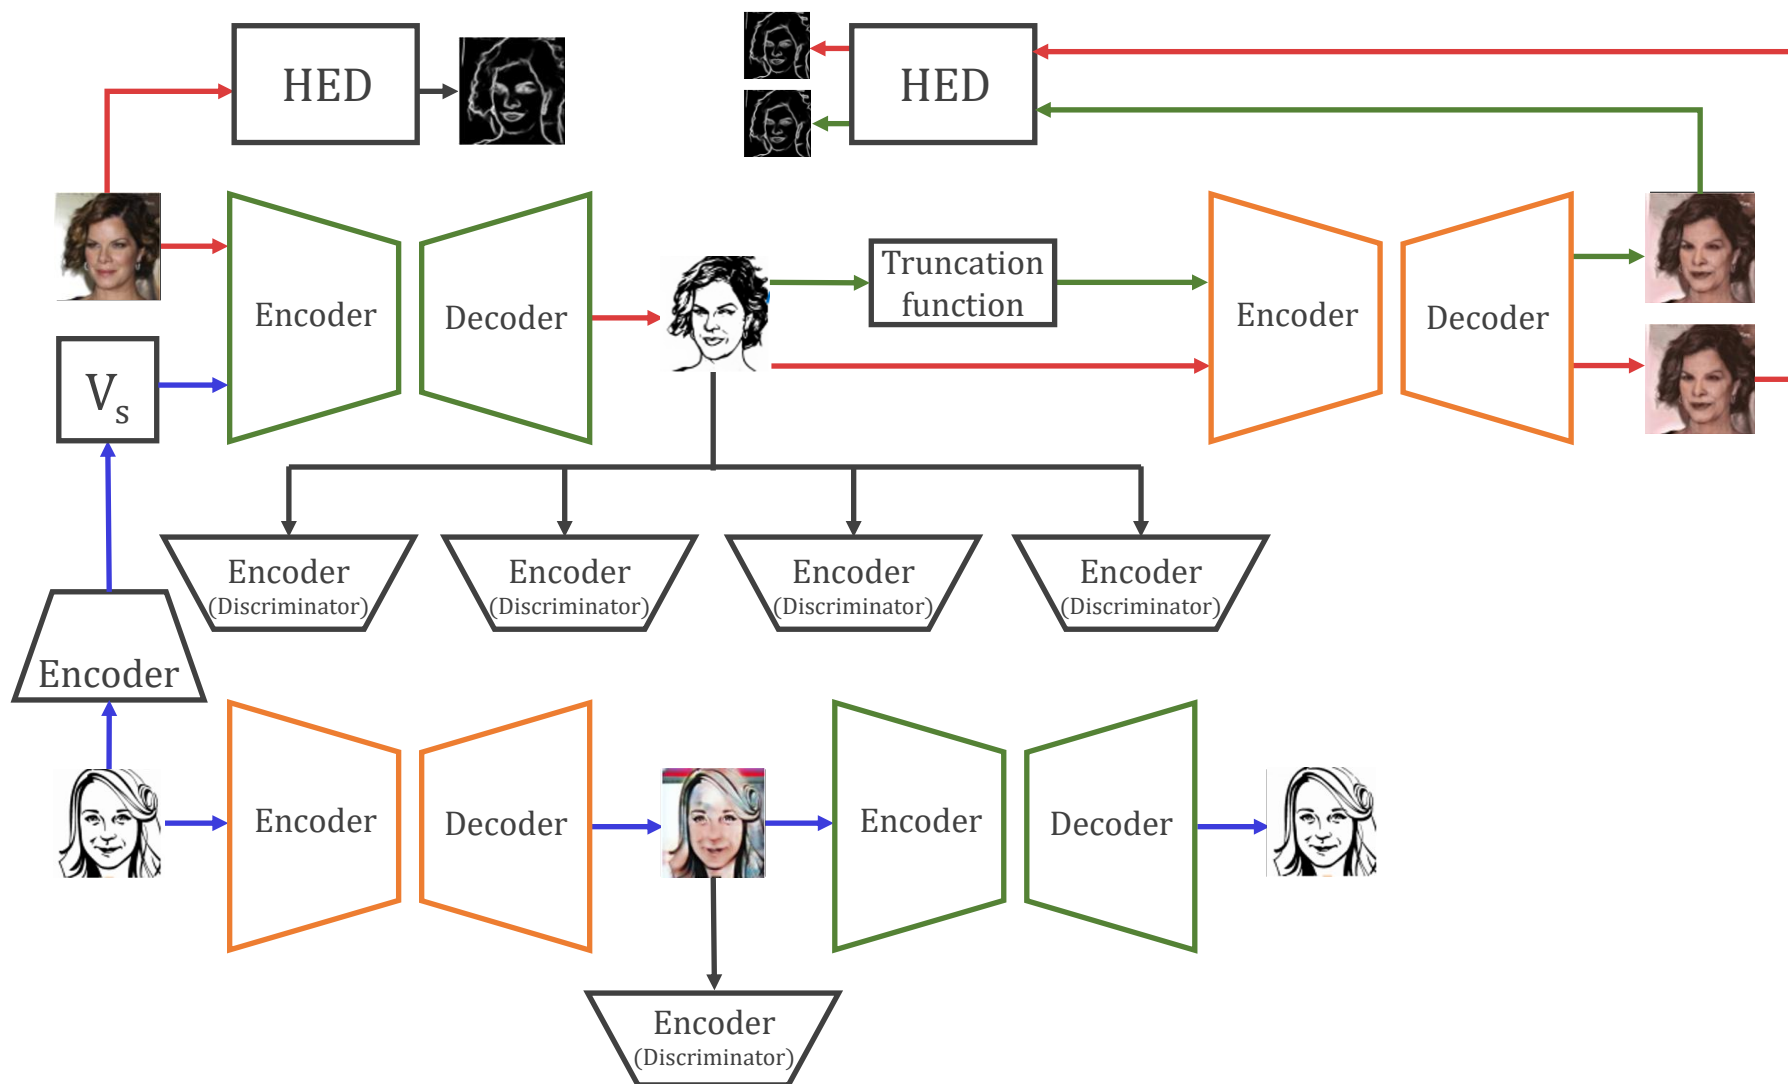 HED
HED
Encoder
Decoder
Truncation
function
Encoder
Decoder
Vs
Encoder
(Discriminator)
Encoder
(Discriminator)
Encoder
(Discriminator)
Encoder
(Discriminator)
Encoder
Encoder
Decoder
Encoder
Decoder
Encoder
(Discriminator)